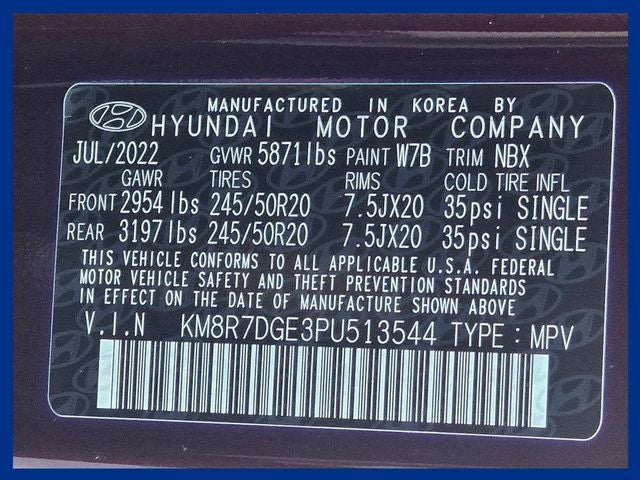 MANUFACTURED IN KOREA BY
HYUNDAI MOTOR COMPANY
JUL/2022 GVWR 5871lbs PAINT W7B TRIM NBX
GAWR TIRES RIMS COLD TIRE INFL
FRONT 2954lbs 245/50R20 7.5JX20 35psi SINGLE
REAR 3197lbs 245/50R20 7.5JX20 35psi SINGLE
THIS VEHICLE CONFORMS TO ALL APPLICABLE U.S.A. FEDERAL
MOTOR VEHICLE SAFETY AND THEFT PREVENTION STANDARDS
IN EFFECT ON THE DATE OF MANUFACTURE SHOWN ABOVE
V.I.N KM8R7DGE3PU513544 TYPE : MPV